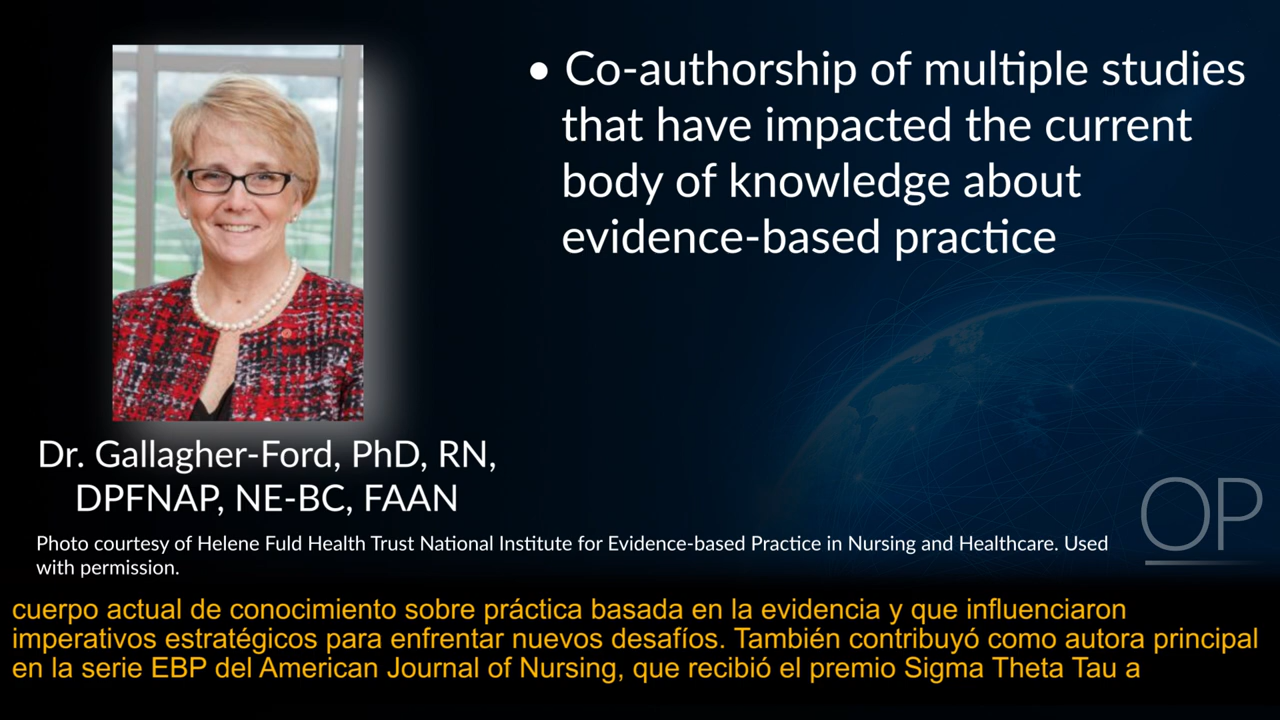 • Co-authorship of multiple studies
that have impacted the current
body of knowledge about
evidence-based practice
Dr. Gallagher-Ford, PhD, RN,
DPFNAP, NE-BC, FAAN
Photo courtesy of Helene Fuld Health Trust National Institute for Evidence-based Practice in Nursing and Healthcare. Used
with permission.
OP
cuerpo actual de conocimiento sobre práctica basada en la evidencia y que influenciaron
imperativos estratégicos para enfrentar nuevos desafíos. También contribuyó como autora principal
en la serie EBP del American Journal of Nursing, que recibió el premio Sigma Theta Tau a